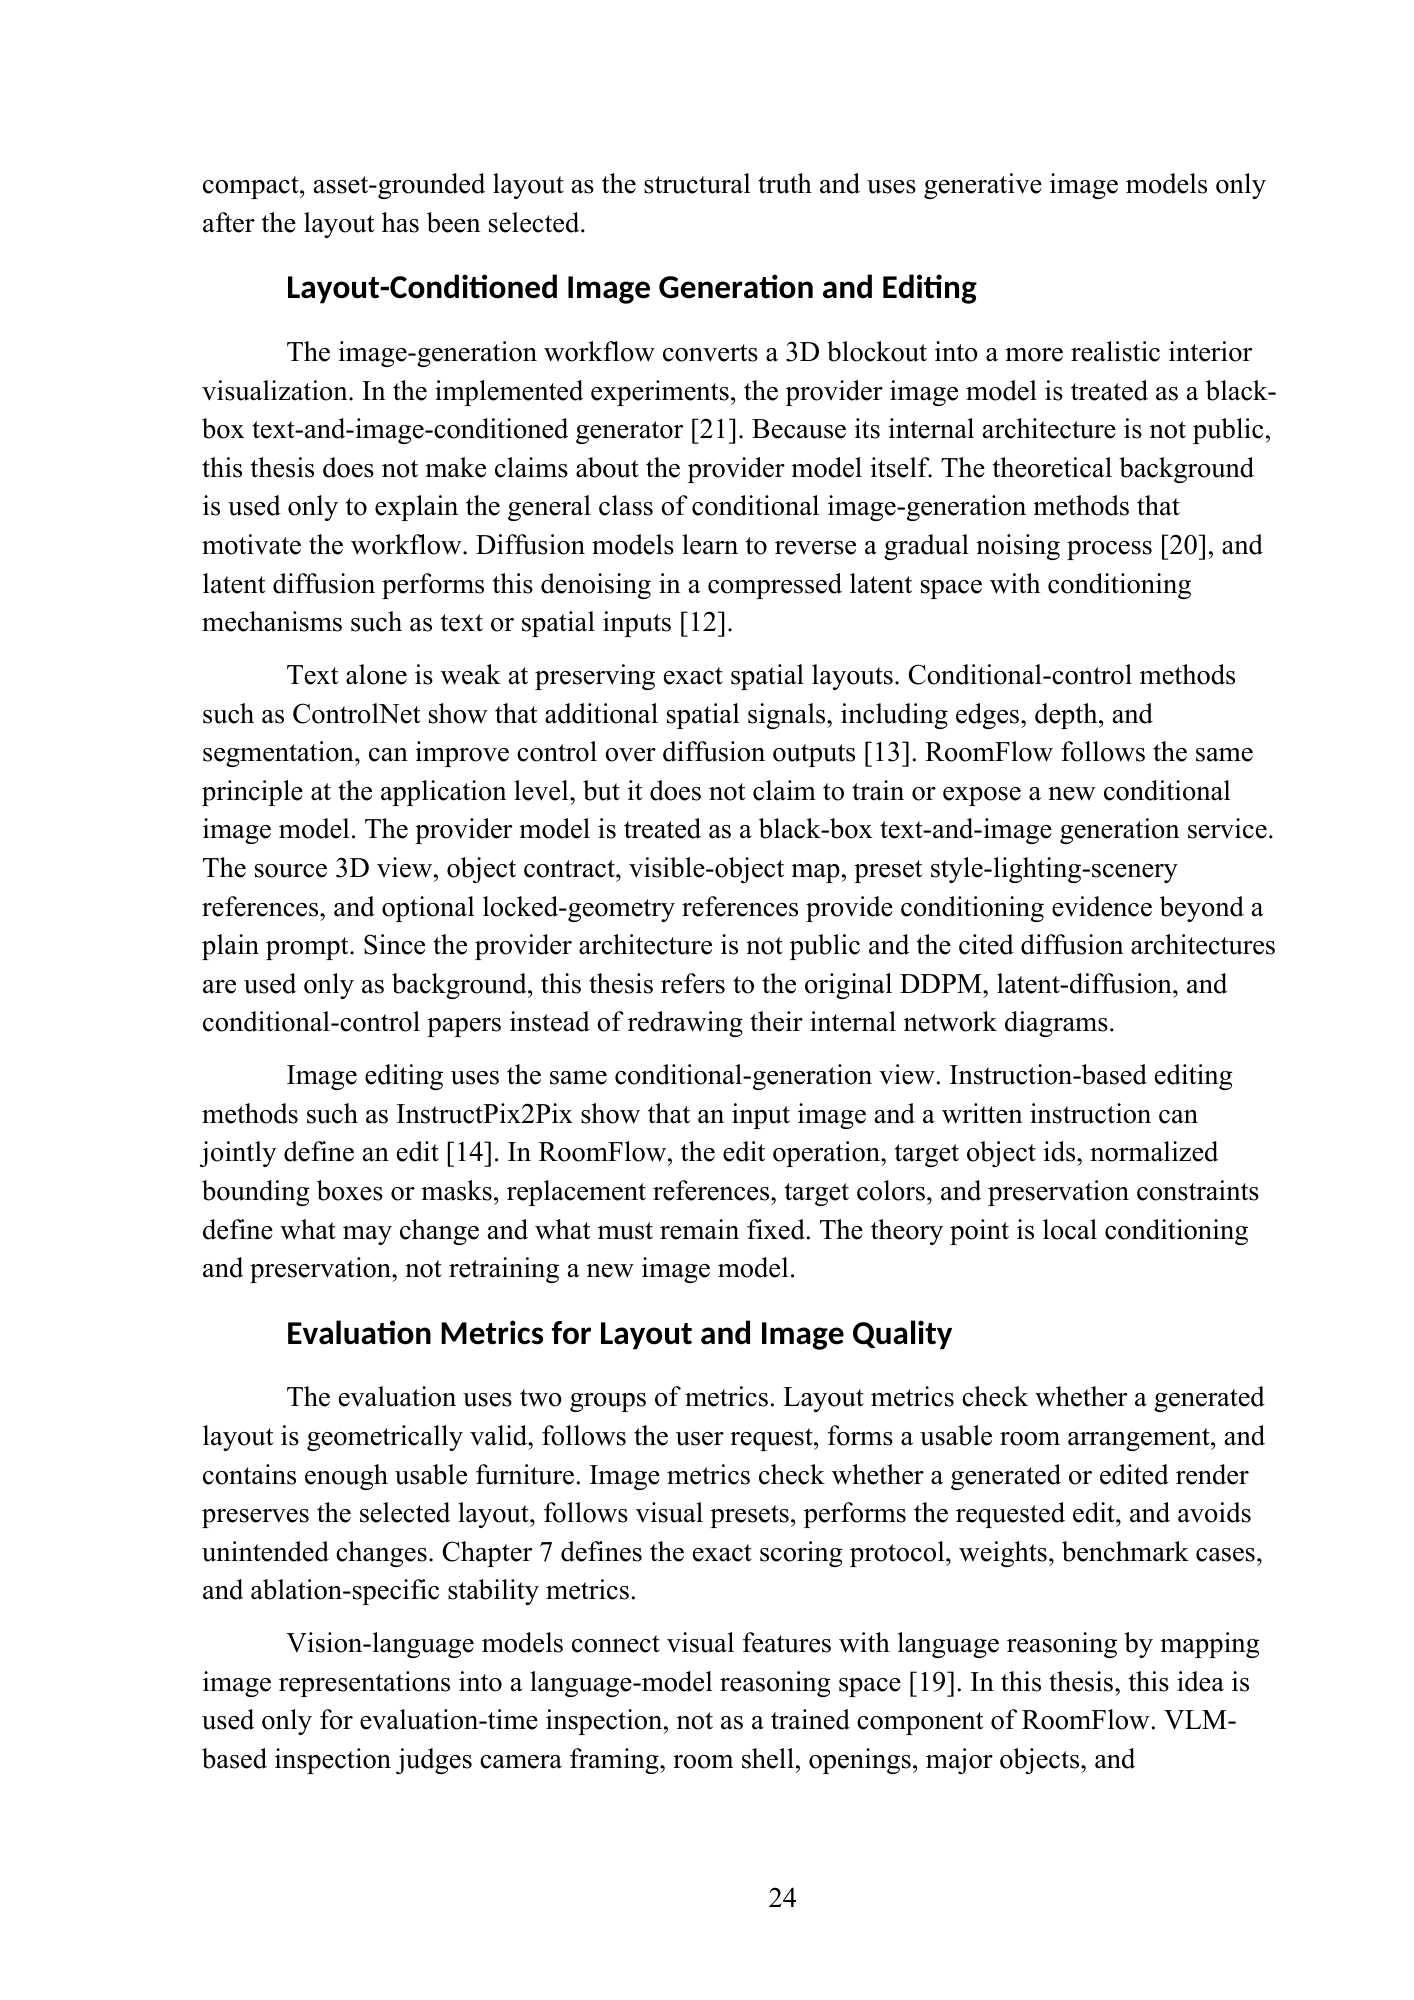 compact, asset-grounded layout as the structural truth and uses generative image models only
after the layout has been selected.
Layout-Conditioned Image Generation and Editing
The image-generation workflow converts a 3D blockout into a more realistic interior
visualization. In the implemented experiments, the provider image model is treated as a black-
box text-and-image-conditioned generator [21]. Because its internal architecture is not public,
this thesis does not make claims about the provider model itself. The theoretical background
is used only to explain the general class of conditional image-generation methods that
motivate the workflow. Diffusion models learn to reverse a gradual noising process [20], and
latent diffusion performs this denoising in a compressed latent space with conditioning
mechanisms such as text or spatial inputs [12].
Text alone is weak at preserving exact spatial layouts. Conditional-control methods
such as ControlNet show that additional spatial signals, including edges, depth, and
segmentation, can improve control over diffusion outputs [13]. RoomFlow follows the same
principle at the application level, but it does not claim to train or expose a new conditional
image model. The provider model is treated as a black-box text-and-image generation service.
The source 3D view, object contract, visible-object map, preset style-lighting-scenery
references, and optional locked-geometry references provide conditioning evidence beyond a
plain prompt. Since the provider architecture is not public and the cited diffusion architectures
are used only as background, this thesis refers to the original DDPM, latent-diffusion, and
conditional-control papers instead of redrawing their internal network diagrams.
Image editing uses the same conditional-generation view. Instruction-based editing
methods such as InstructPix2Pix show that an input image and a written instruction can
jointly define an edit [14]. In RoomFlow, the edit operation, target object ids, normalized
bounding boxes or masks, replacement references, target colors, and preservation constraints
define what may change and what must remain fixed. The theory point is local conditioning
and preservation, not retraining a new image model.
Evaluation Metrics for Layout and Image Quality
The evaluation uses two groups of metrics. Layout metrics check whether a generated
layout is geometrically valid, follows the user request, forms a usable room arrangement, and
contains enough usable furniture. Image metrics check whether a generated or edited render
preserves the selected layout, follows visual presets, performs the requested edit, and avoids
unintended changes. Chapter 7 defines the exact scoring protocol, weights, benchmark cases,
and ablation-specific stability metrics.
Vision-language models connect visual features with language reasoning by mapping
image representations into a language-model reasoning space [19]. In this thesis, this idea is
used only for evaluation-time inspection, not as a trained component of RoomFlow. VLM-
based inspection judges camera framing, room shell, openings, major objects, and
24